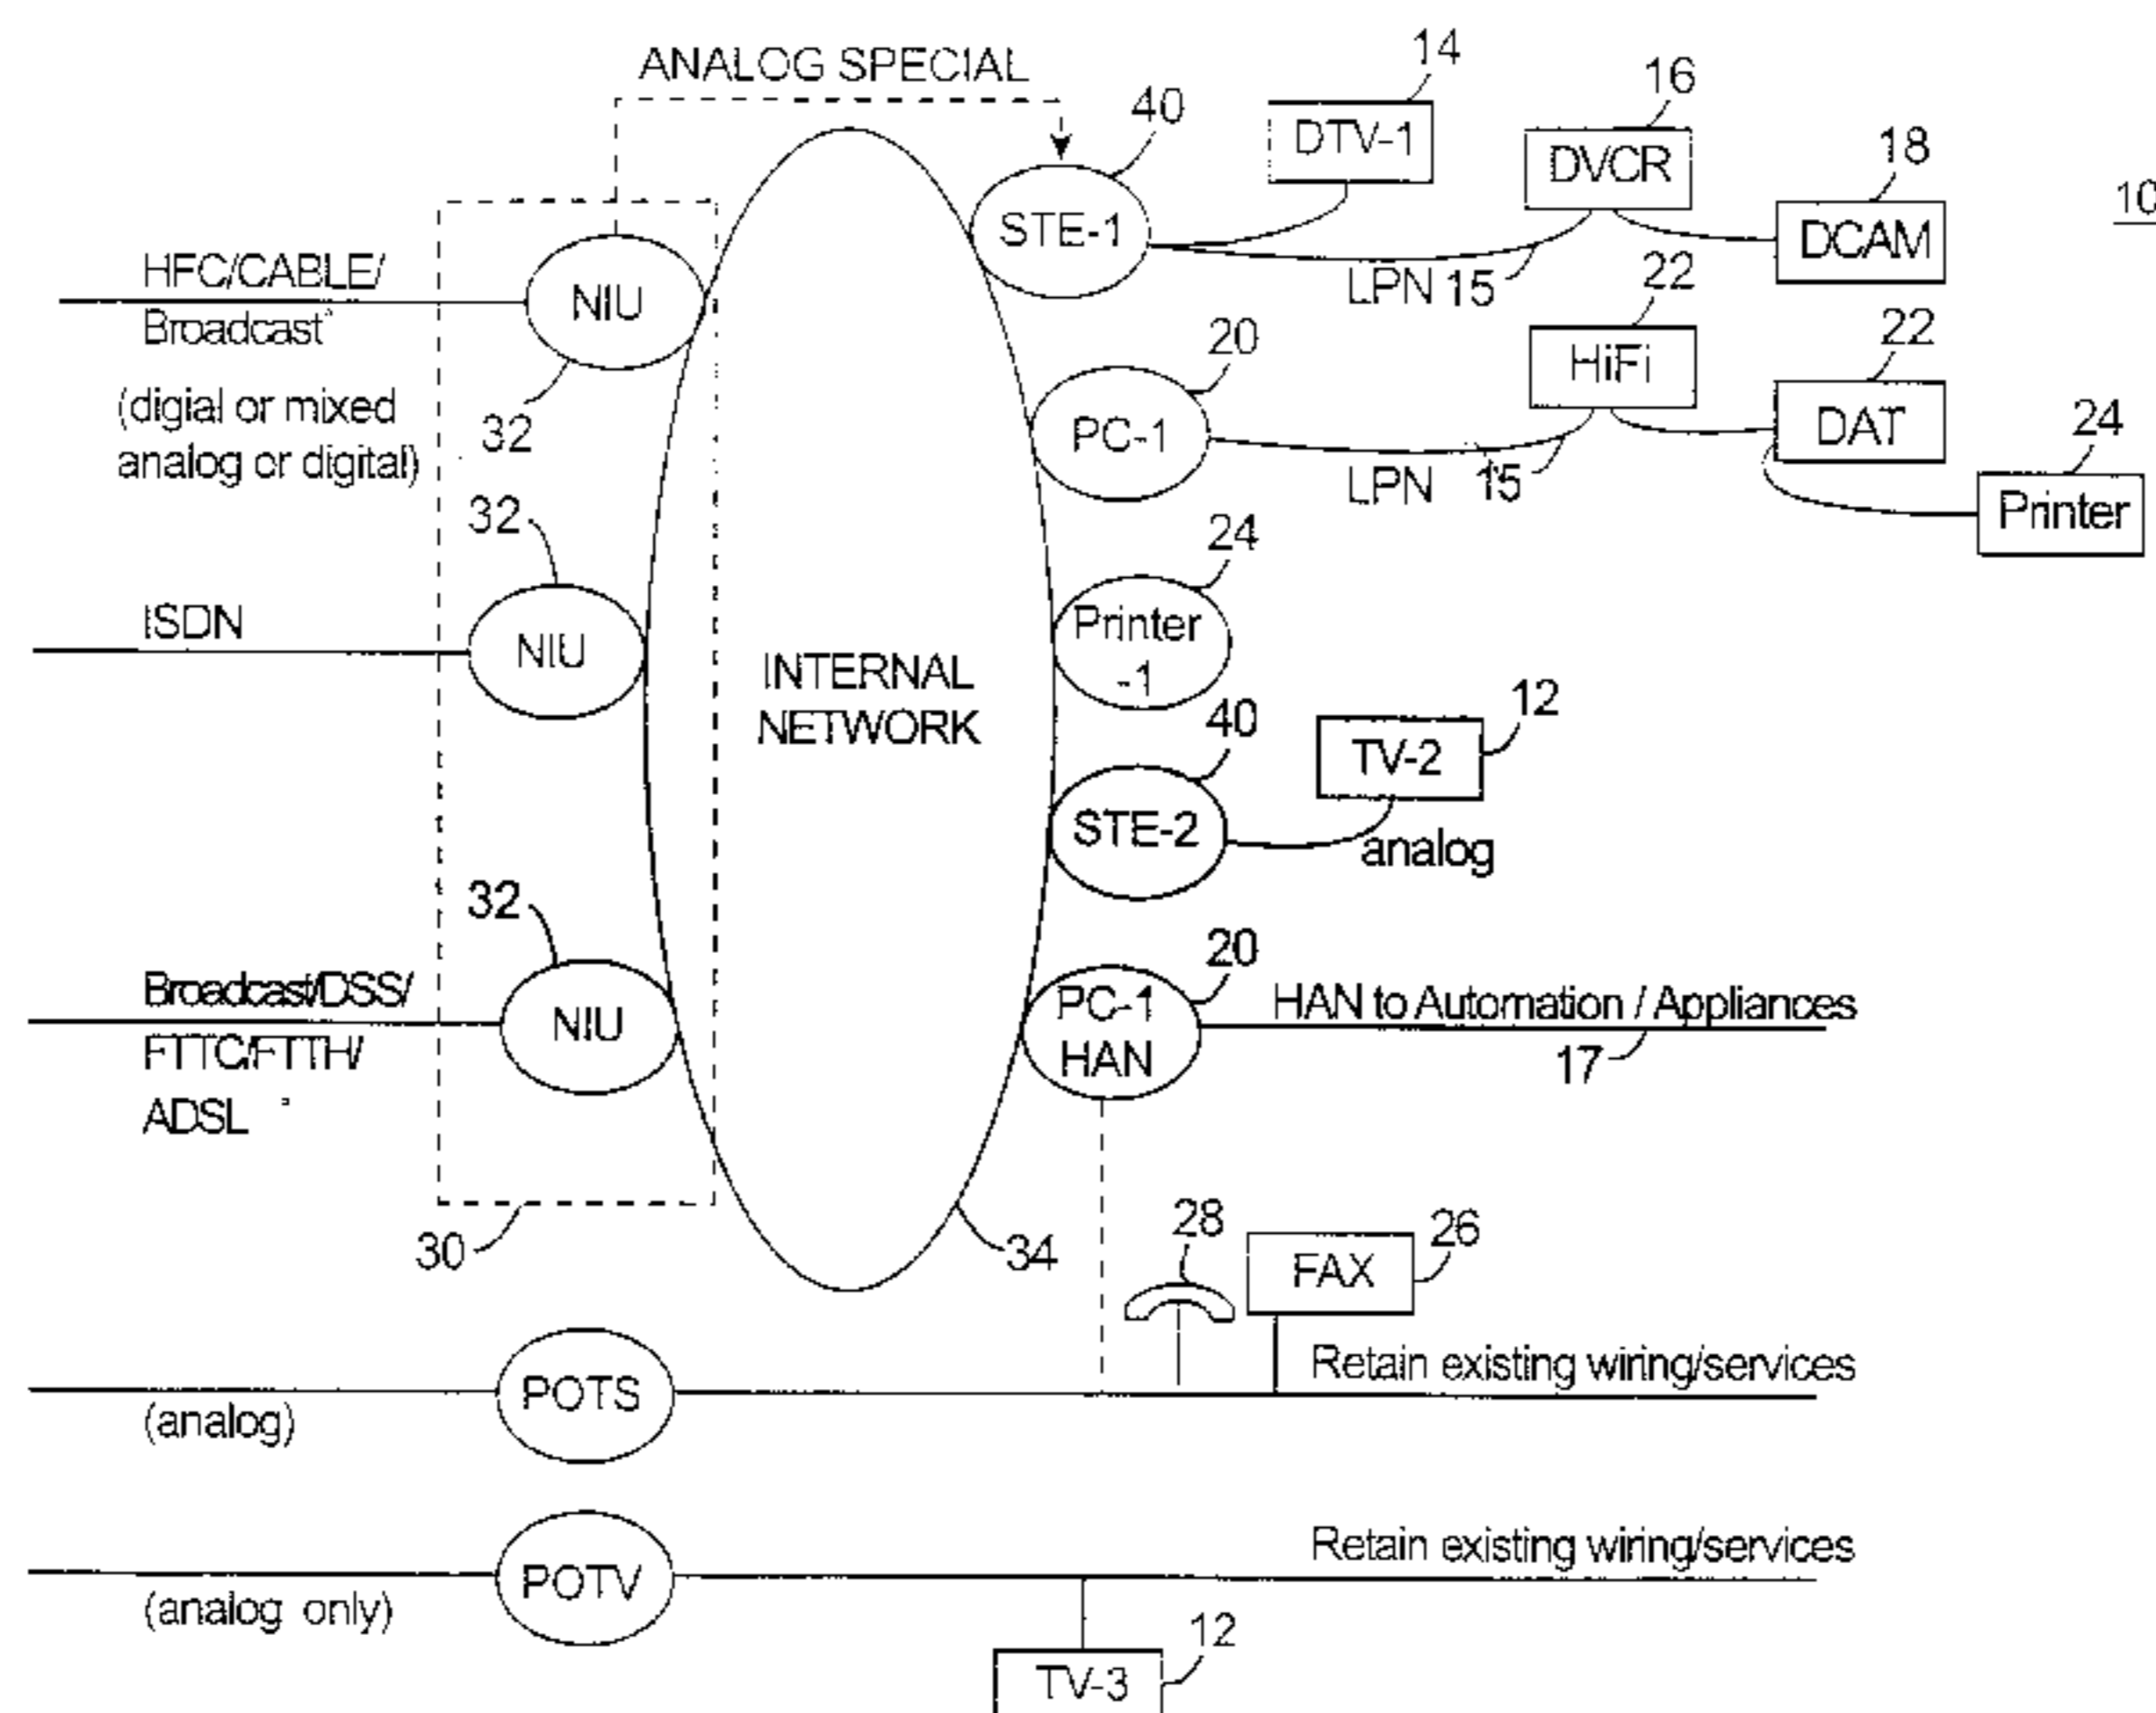 ANALOG SPECIAL
14
40
16
DTV-1
DVCR
18
10
STE-1
DCAM
HFC/CABLE/
NIU
LPN 15
22
Broadcast
20
22
HiFi
(digial or mixed
32
PC-1
DAT
24
analog or digital)
LPN
15
32
24
Printer
ISDN
NIU
Printer
-1
INTERNAL
NETWORK
40
12
TV-2
STE-2
analog
32
20
Broadcast/DSS/
NIU
PC-1
HAN
HAN to Automation / Appliances
FTTC/FTTH/
17
ADSL
30
34
28
26
FAX
POTS
Retain existing wiring/services
(analog)
POTV
Retain existing wiring/services
(analog only)
12
TV-3